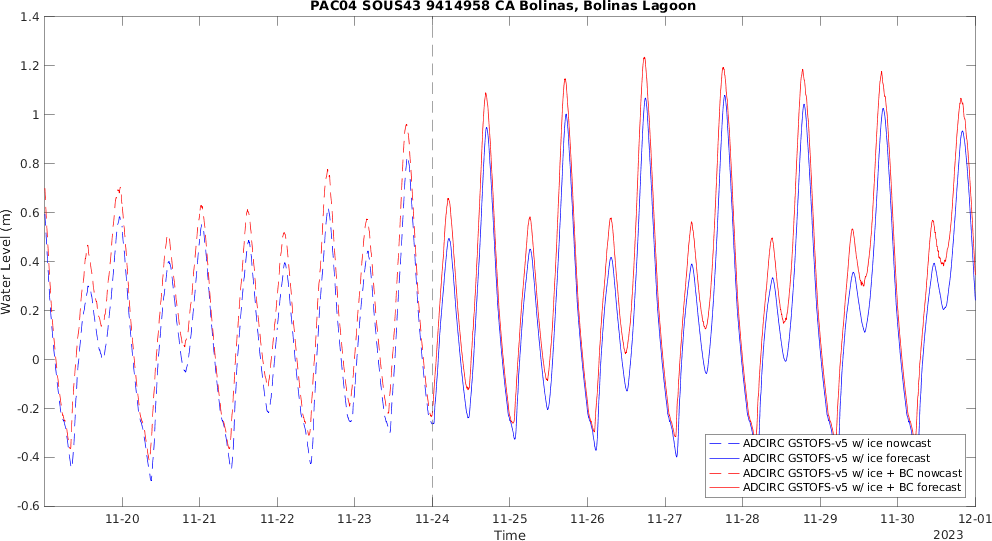 PAC04 SOUS43 9414958 CA Bolinas, Bolinas Lagoon
1.4
1.2
1
0.8
0.6
0.4
0.2
0
-0.2
-0.4
-0.6
Water Level (m)
ADCIRC GSTOFS-v5 w/ ice nowcast
ADCIRC GSTOFS-v5 w/ ice forecast
ADCIRC GSTOFS-v5 w/ ice + BC nowcast
ADCIRC GSTOFS-v5 w/ ice + BC forecast
11-20 11-21 11-22 11-23 11-24 11-25 11-26 11-27 11-28 11-29 11-30 12-01
Time
2023